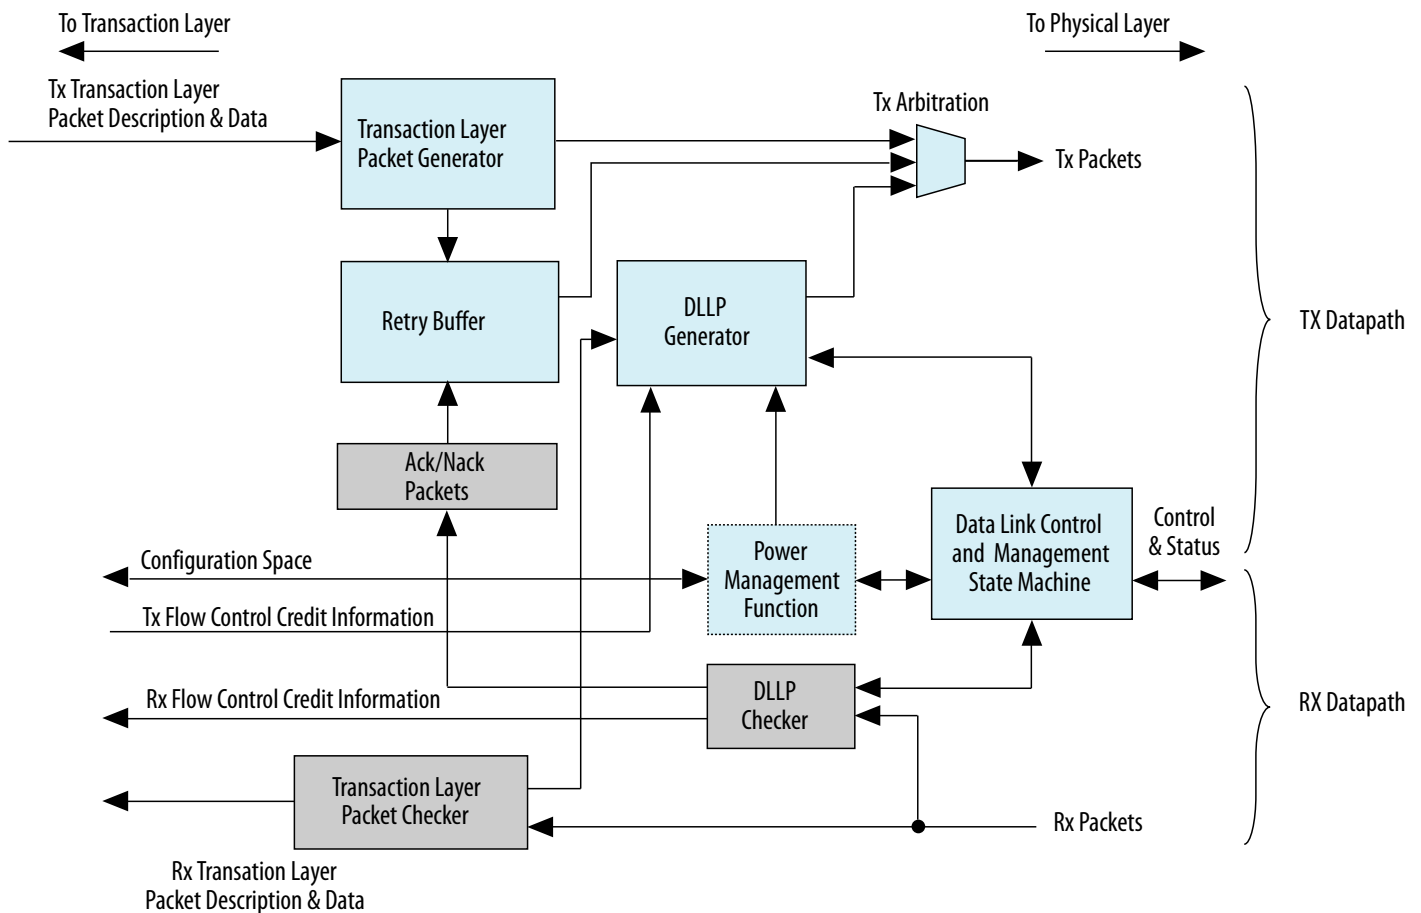 To Transaction Layer
To Physical Layer
Tx Transaction Layer
Packet Description & Data
Transaction Layer
Packet Generator
Tx Arbitration
Tx Packets
Retry Buffer
DLLP
Generator
TX Datapath
Ack/Nack
Packets
Configuration Space
Tx Flow Control Credit Information
Power
Management
Function
Data Link Control
and Management
State Machine
Control
& Status
Rx Flow Control Credit Information
DLLP
Checker
RX Datapath
Transaction Layer
Packet Checker
Rx Packets
Rx Transation Layer
Packet Description & Data